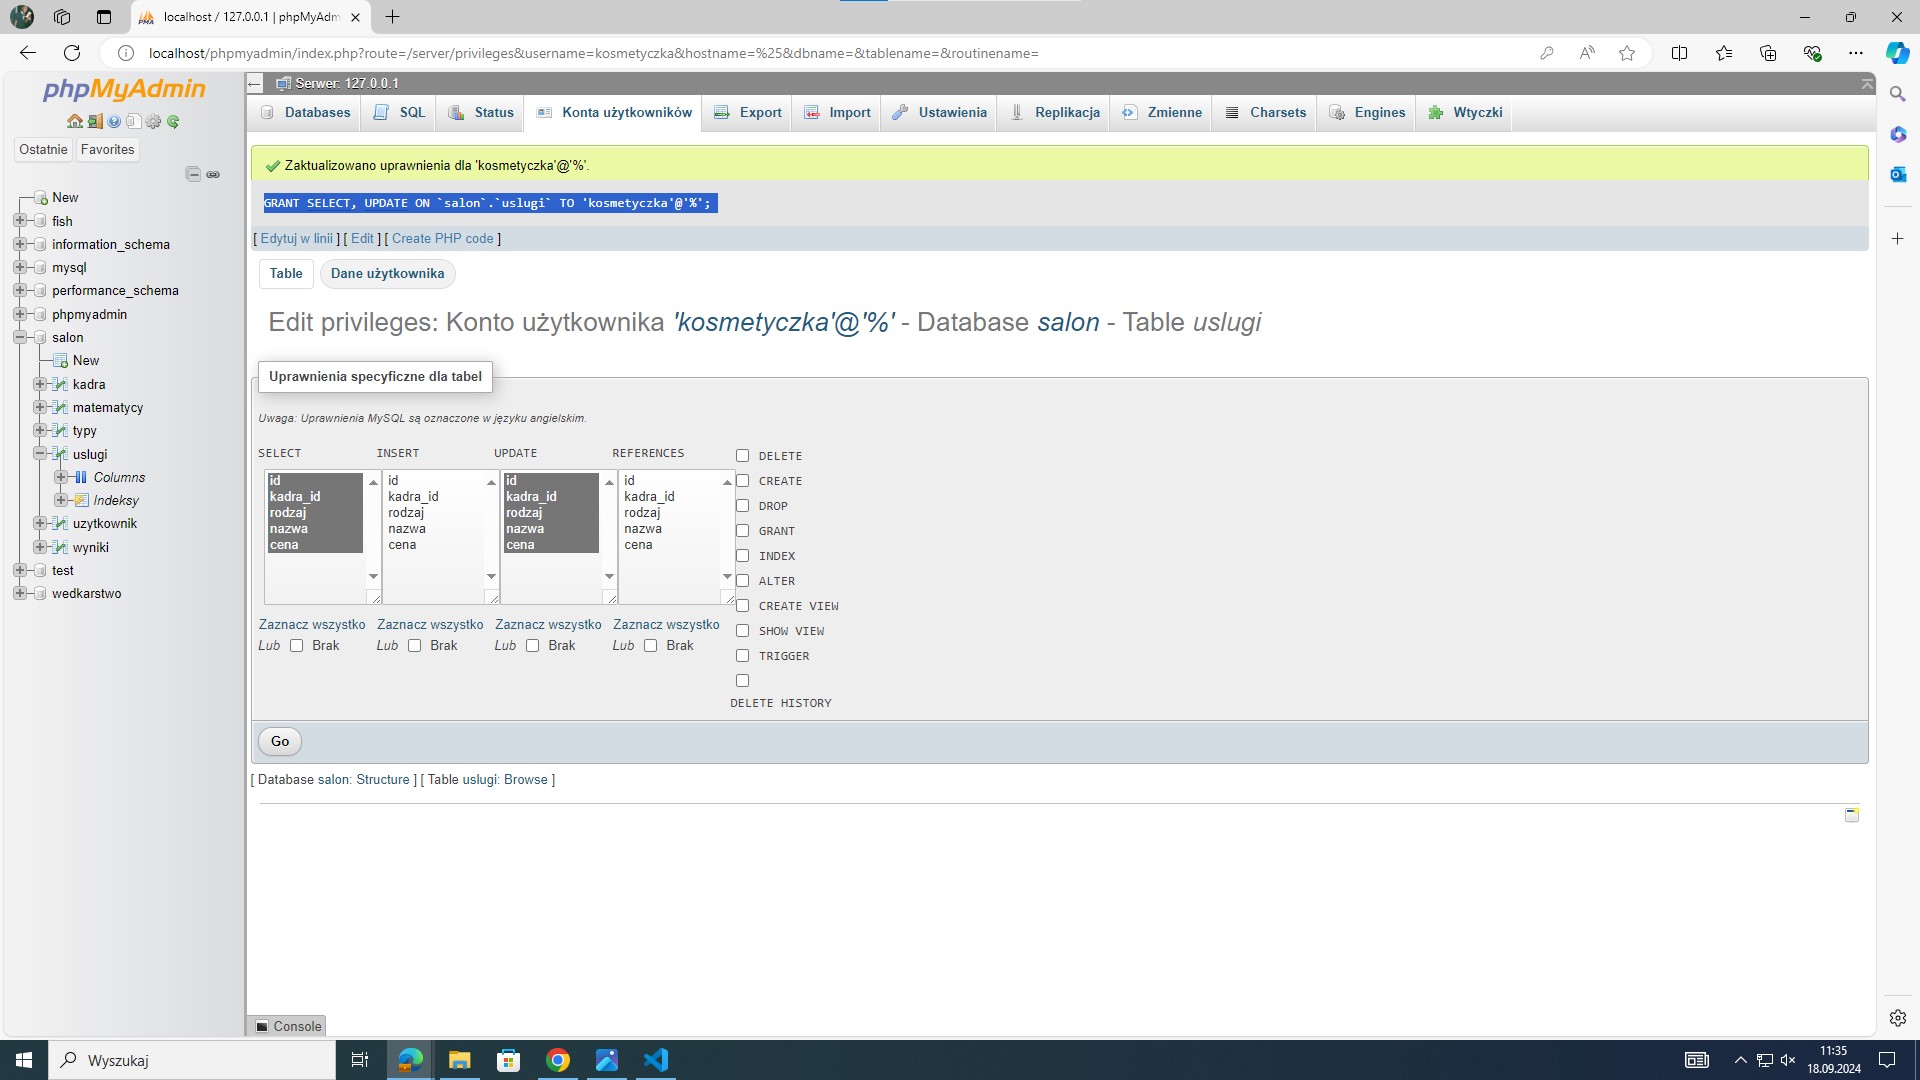 localhost / 127.0.0.1 | phpMyAdm
localhost/phpmyadmin/index.php?route=/server/privileges&username=kosmetyczka&hostname=%25&dbname=&tablename=&routinename=
phpMyAdmin
Ostatnie Favorites
New
fish
information_schema
mysql
performance_schema
phpmyadmin
salon
New
kadra
matematycy
typy
uslugi
Columns
Indeksy
uzytkownik
wyniki
test
wedkarstwo
Serwer: 127.0.0.1
Databases SQL Status Konta użytkowników Export Import Ustawienia Replikacja Zmienne Charsets Engines Wtyczki
Zaktualizowano uprawnienia dla 'kosmetyczka'@'%'.
GRANT SELECT, UPDATE ON `salon`.`uslugi` TO 'kosmetyczka'@'%';
[ Edytuj w linii ] [ Edit ] [ Create PHP code ]
Table Dane użytkownika
Edit privileges: Konto użytkownika 'kosmetyczka'@'%' - Database salon - Table uslugi
Uprawnienia specyficzne dla tabel
Uwaga: Uprawnienia MySQL są oznaczone w języku angielskim.
SELECT
id
kadra_id
rodzaj
nazwa
cena
Zaznacz wszystko
Lub Brak
INSERT
id
kadra_id
rodzaj
nazwa
cena
Zaznacz wszystko
Lub Brak
UPDATE
id
kadra_id
rodzaj
nazwa
cena
Zaznacz wszystko
Lub Brak
REFERENCES
id
kadra_id
rodzaj
nazwa
cena
Zaznacz wszystko
Lub Brak
DELETE
CREATE
DROP
GRANT
INDEX
ALTER
CREATE VIEW
SHOW VIEW
TRIGGER
DELETE HISTORY
Go
[ Database salon: Structure ] [ Table uslugi: Browse ]
Console
Wyszukaj
11:35
18.09.2024